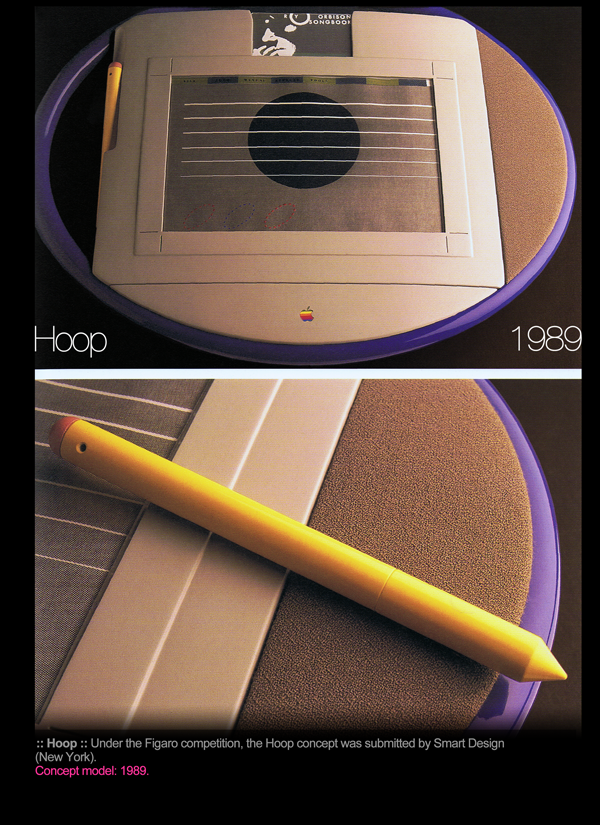 ORBISON
SONGBOOK
Hoop
1989
:: Hoop :: Under the Figaro competition, the Hoop concept was submitted by Smart Design
(New York).
Concept model: 1989.